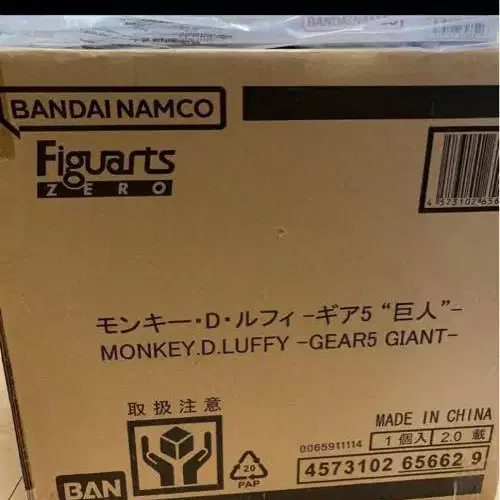 BANDAI NAMCO
Figuarts
ZERO
モンキー・D・ルフィ -ギア5 “巨人”-
MONKEY.D.LUFFY -GEAR5 GIANT-
取扱注意
20
PAP
MADE IN CHINA
0065911114
1個入 2.0 載
4573102 65662 9
BAN